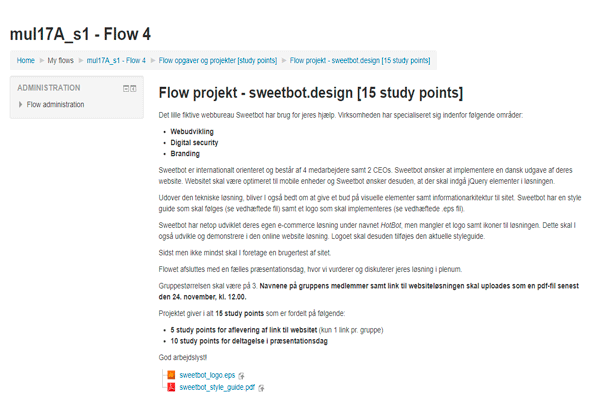 mul17A_s1 - Flow 4
Home ► My flows ► mul17A_s1 - Flow 4 ► Flow opgaver og projekter [study points] ► Flow projekt - sweetbot.design [15 study points]
ADMINISTRATION
Flow administration
Flow projekt - sweetbot.design [15 study points]
Det lille fiktive webbureau Sweetbot har brug for jeres hjælp. Virksomheden har specialiseret sig indenfor følgende områder:
• Webudvikling
• Digital security
• Branding
Sweetbot er internationalt orienteret og består af 4 medarbejdere samt 2 CEOs. Sweetbot ønsker at implementere en dansk udgave af deres
website. Websitet skal være optimeret til mobile enheder og Sweetbot ønsker desuden, at der skal indgå jQuery elementer i løsningen.
Udover den tekniske løsning, bliver I også bedt om at give et bud på visuelle elementer samt informationarkitektur til sitet. Sweetbot har en style
guide som skal følges (se vedhæftede fil) samt et logo som skal implementeres (se vedhæftede .eps fil).
Sweetbot har netop udviklet deres egen e-commerce løsning under navnet HotBot, men mangler et logo samt ikoner til løsningen. Dette skal I
også udvikle og demonstrere i den online website løsning. Logoet skal desuden tilføjes den aktuelle styleguide.
Sidst men ikke mindst skal I foretage en brugertest af sitet.
Flowet afsluttes med en fælles præsentationsdag, hvor vi vurderer og diskuterer jeres løsning i plenum.
Gruppestørrelsen skal være på 3. Navnene på gruppens medlemmer samt link til websiteløsningen skal uploades som en pdf-fil senest
den 24. november, kl. 12.00.
Projektet giver i alt 15 study points som er fordelt på følgende:
• 5 study points for aflevering af link til websitet (kun 1 link pr. gruppe)
• 10 study points for deltagelse i præsentationsdag
God arbejdslyst!
sweetbot_logo.eps
sweetbot_style_guide.pdf